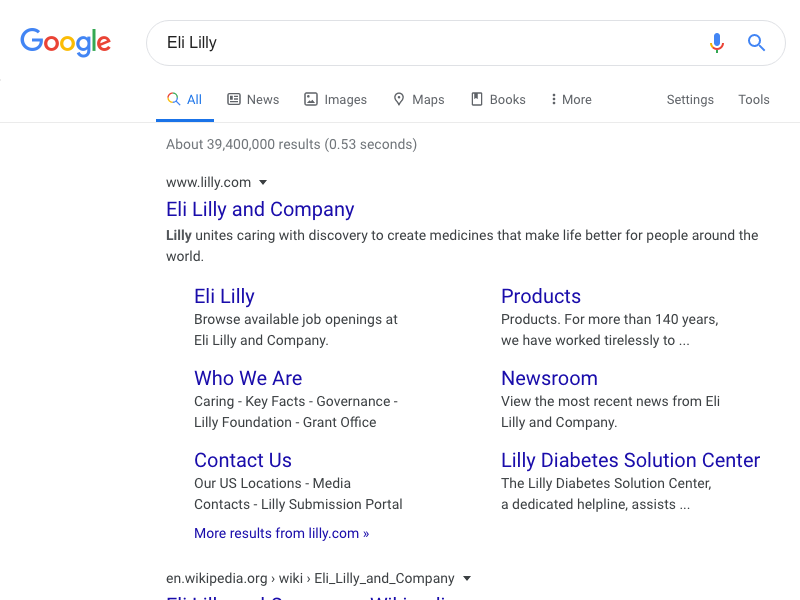 Google
Eli Lilly
All
News
Images
Maps
Books
More
Settings
Tools
About 39,400,000 results (0.53 seconds)
www.lilly.com
Eli Lilly and Company
Lilly unites caring with discovery to create medicines that make life better for people around the
world.
Eli Lilly
Browse available job openings at
Eli Lilly and Company.
Products
Products. For more than 140 years,
we have worked tirelessly to ...
Who We Are
Caring - Key Facts - Governance -
Lilly Foundation - Grant Office
Newsroom
View the most recent news from Eli
Lilly and Company.
Contact Us
Our US Locations - Media
Contacts - Lilly Submission Portal
Lilly Diabetes Solution Center
The Lilly Diabetes Solution Center,
a dedicated helpline, assists ...
More results from lilly.com »
en.wikipedia.org › wiki › Eli_Lilly_and_Company